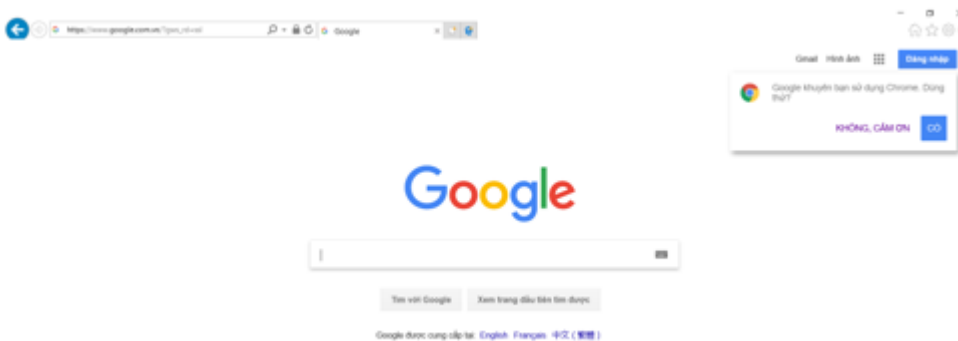 https://www.google.com.vn/?gws_rd=ssl
Google
Gmail Hình ảnh Đăng nhập
Google khuyên bạn sử dụng Chrome. Dùng
thử?
KHÔNG, CẢM ƠN CÓ
Google
Tìm với Google Xem trang đầu tiên tìm được
Google được cung cấp tại: English Français 中文 (繁體)